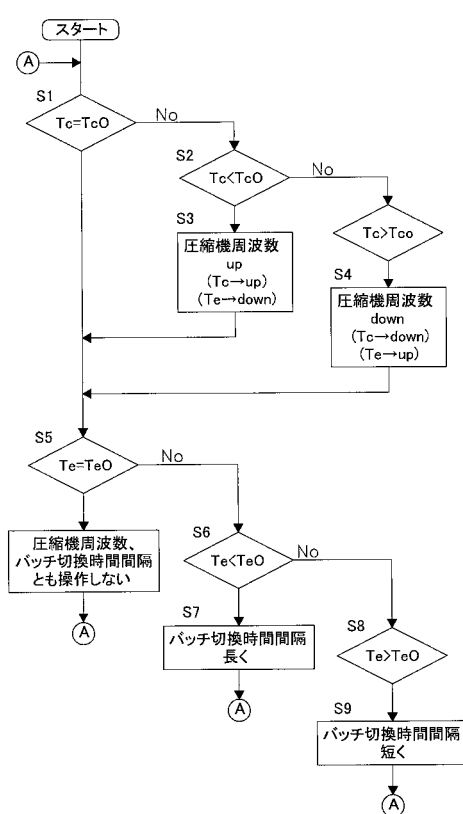 スタート
A
S1
Tc=TcO
No
S2
Tc<TcO
No
S3
圧縮機周波数
up
(Tc→up)
(Te→down)
Tc>Tco
S4
圧縮機周波数
down
(Tc→down)
(Te→up)
S5
Te=TeO
No
圧縮機周波数、
バッチ切換時間間隔
とも操作しない
A
S6
Te<TeO
No
S7
バッチ切換時間間隔
長く
A
S8
Te>TeO
S9
バッチ切換時間間隔
短く
A